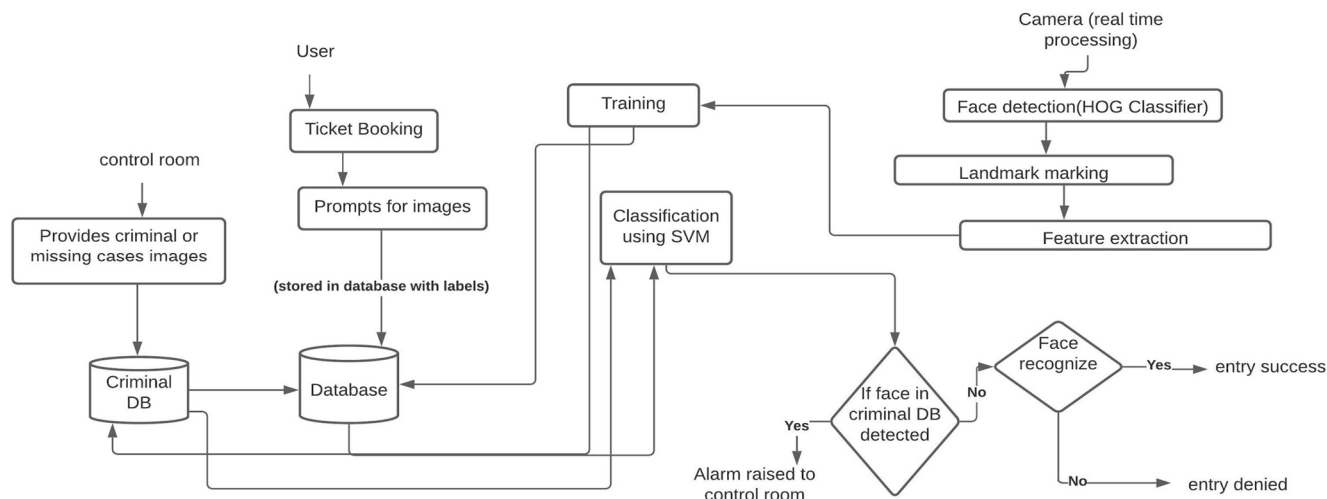 Camera (real time
processing)
User
Training
Face detection(HOG Classifier)
Ticket Booking
control room
Landmark marking
Prompts for images
Classification
using SVM
Provides criminal or
missing cases images
Feature extraction
(stored in database with labels)
Criminal
DB
Database
If face in
criminal DB
detected
Yes
Alarm raised to
control room
No
Face
recognize
Yes
entry success
No
entry denied